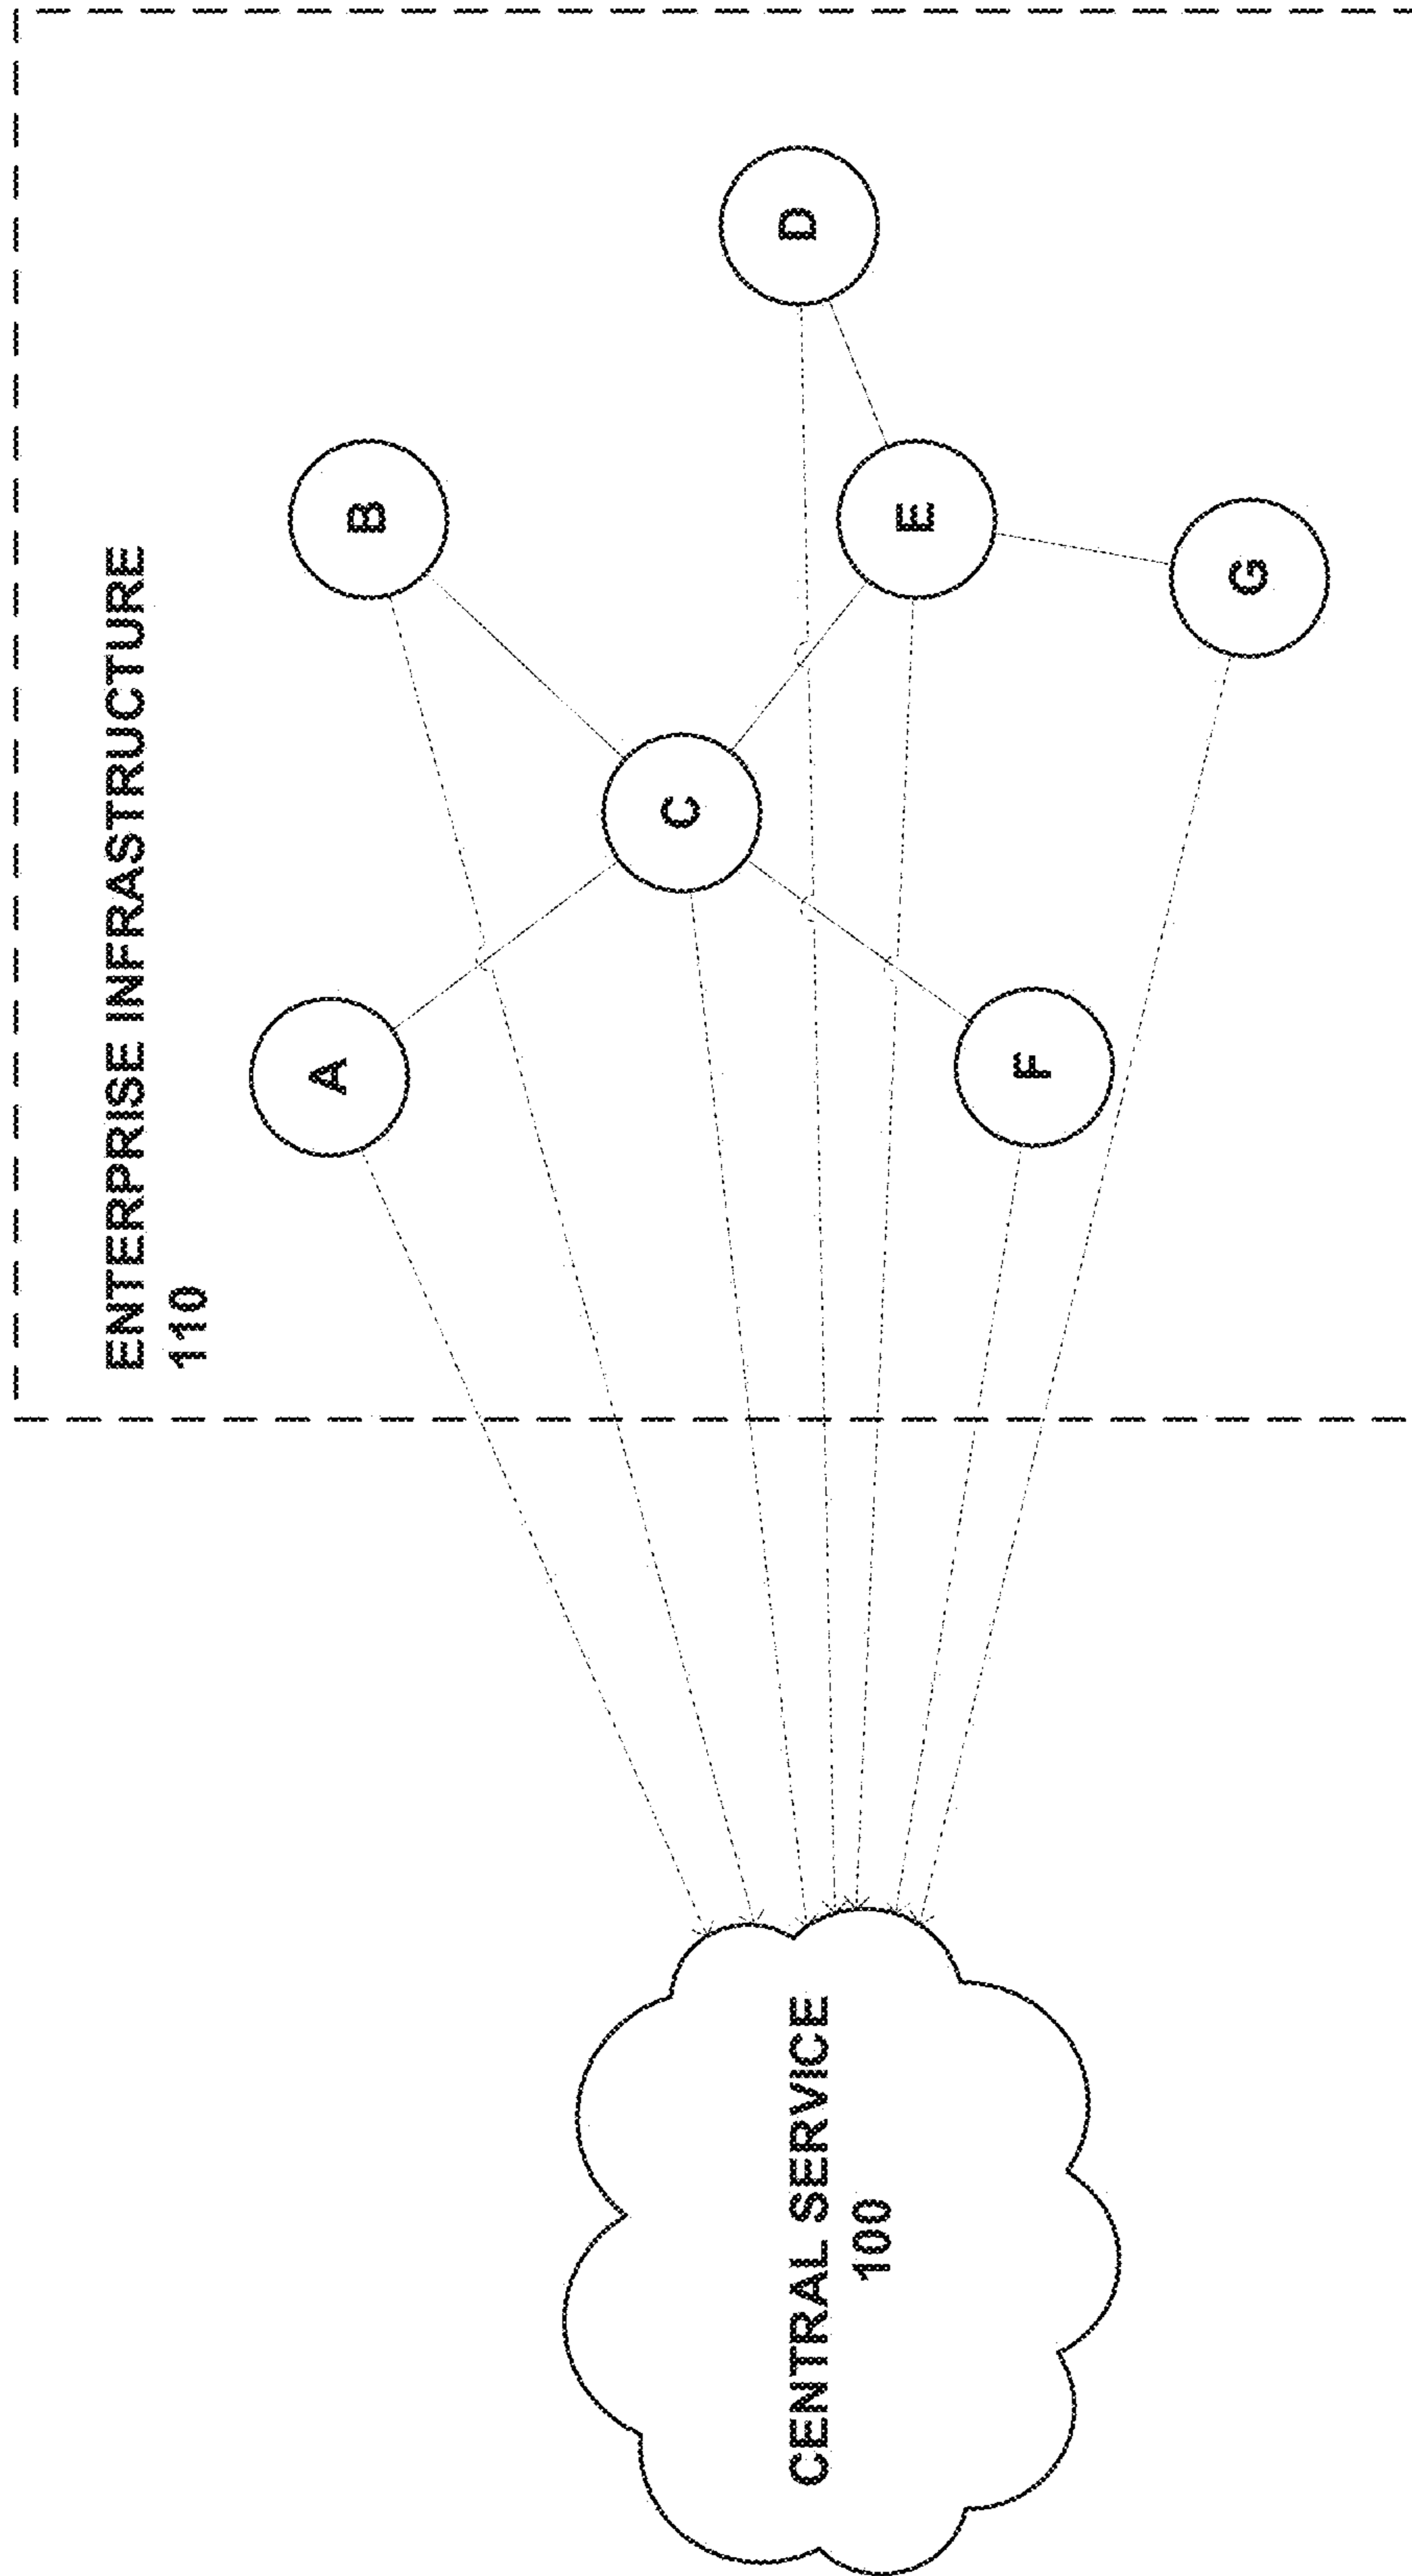 ENTERPRISE INFRASTRUCTURE
110
A
B
C
D
E
F
G
CENTRAL SERVICE
100